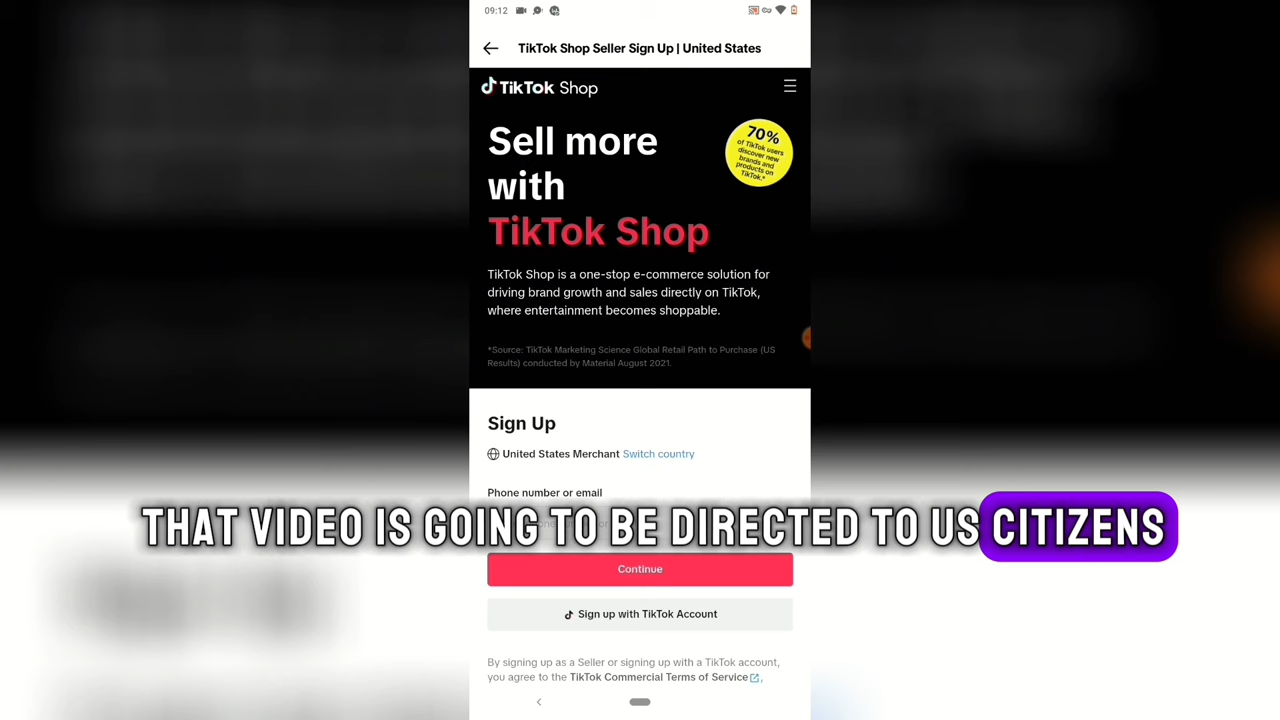 09:12
TikTok Shop Seller Sign Up | United States
TikTok Shop
Sell more
with
TikTok Shop
70%
of TikTok users
discover new
brands and
products on
TikTok.*
TikTok Shop is a one-stop e-commerce solution for
driving brand growth and sales directly on TikTok,
where entertainment becomes shoppable.
*Source: TikTok Marketing Science Global Retail Path to Purchase (US
Results) conducted by Material August 2021.
Sign Up
United States Merchant Switch country
Phone number or email
THAT VIDEO IS GOING TO BE DIRECTED TO US CITIZENS
Continue
Sign up with TikTok Account
By signing up as a Seller or signing up with a TikTok account,
you agree to the TikTok Commercial Terms of Service,